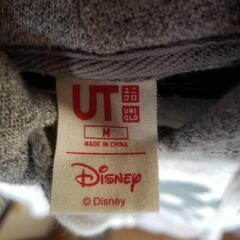 UT ユニクロ
UNI QLO
M
MADE IN CHINA
Disney
© Disney